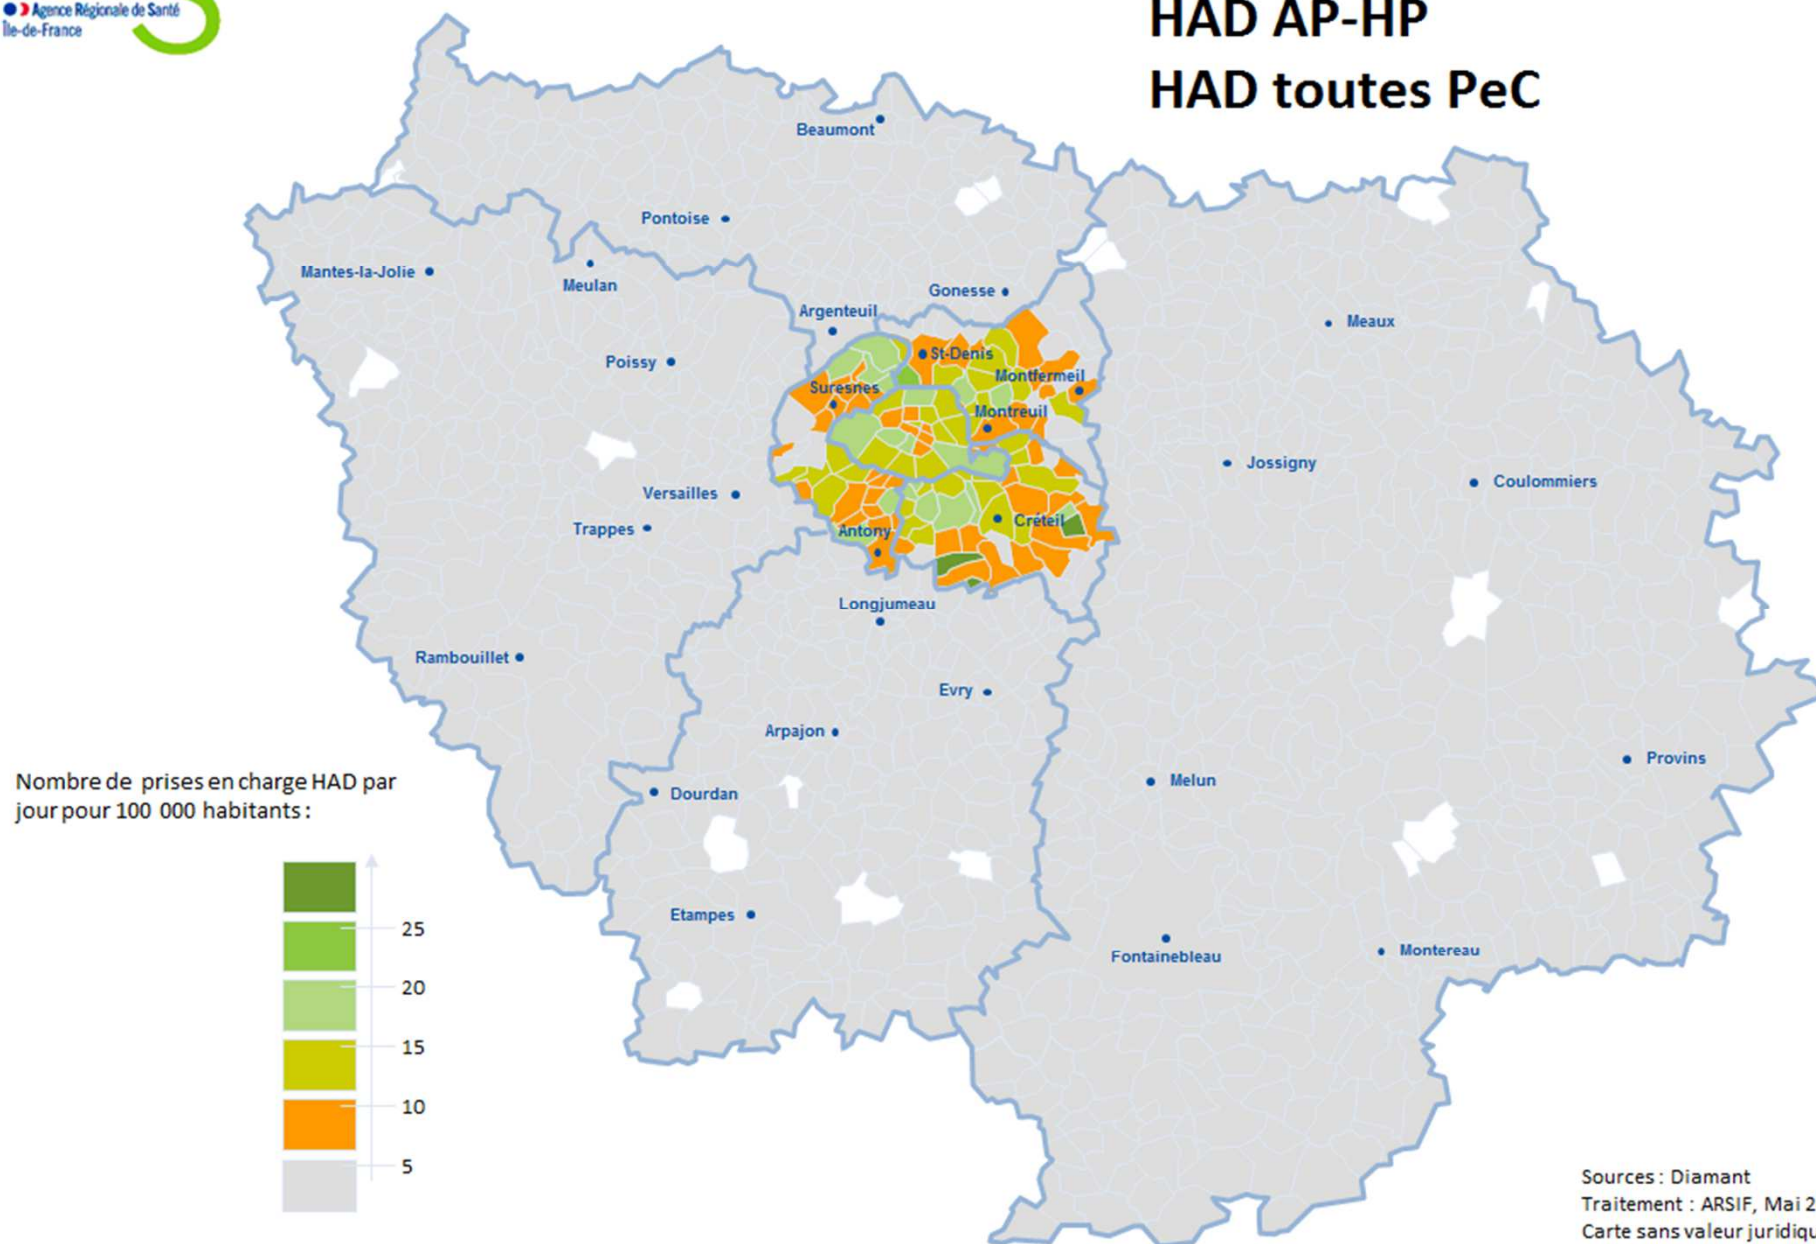 Agence Régionale de Santé
Île-de-France
HAD AP-HP
HAD toutes PeC
Beaumont
Pontoise
Mantes-la-Jolie
Meulan
Gonesse
Argenteuil
Meaux
St-Denis
Poissy
Montfermeil
Suresnes
Montreuil
Jossigny
Coulommiers
Versailles
Créteil
Trappes
Antony
Longjumeau
Rambouillet
Evry
Arpajon
Provins
Nombre de prises en charge HAD par
jour pour 100 000 habitants :
Melun
Dourdan
Etampes
25
Fontainebleau
Montereau
20
15
10
5
Sources : Diamant
Traitement : ARSIF, Mai 2
Carte sans valeur juridiqu